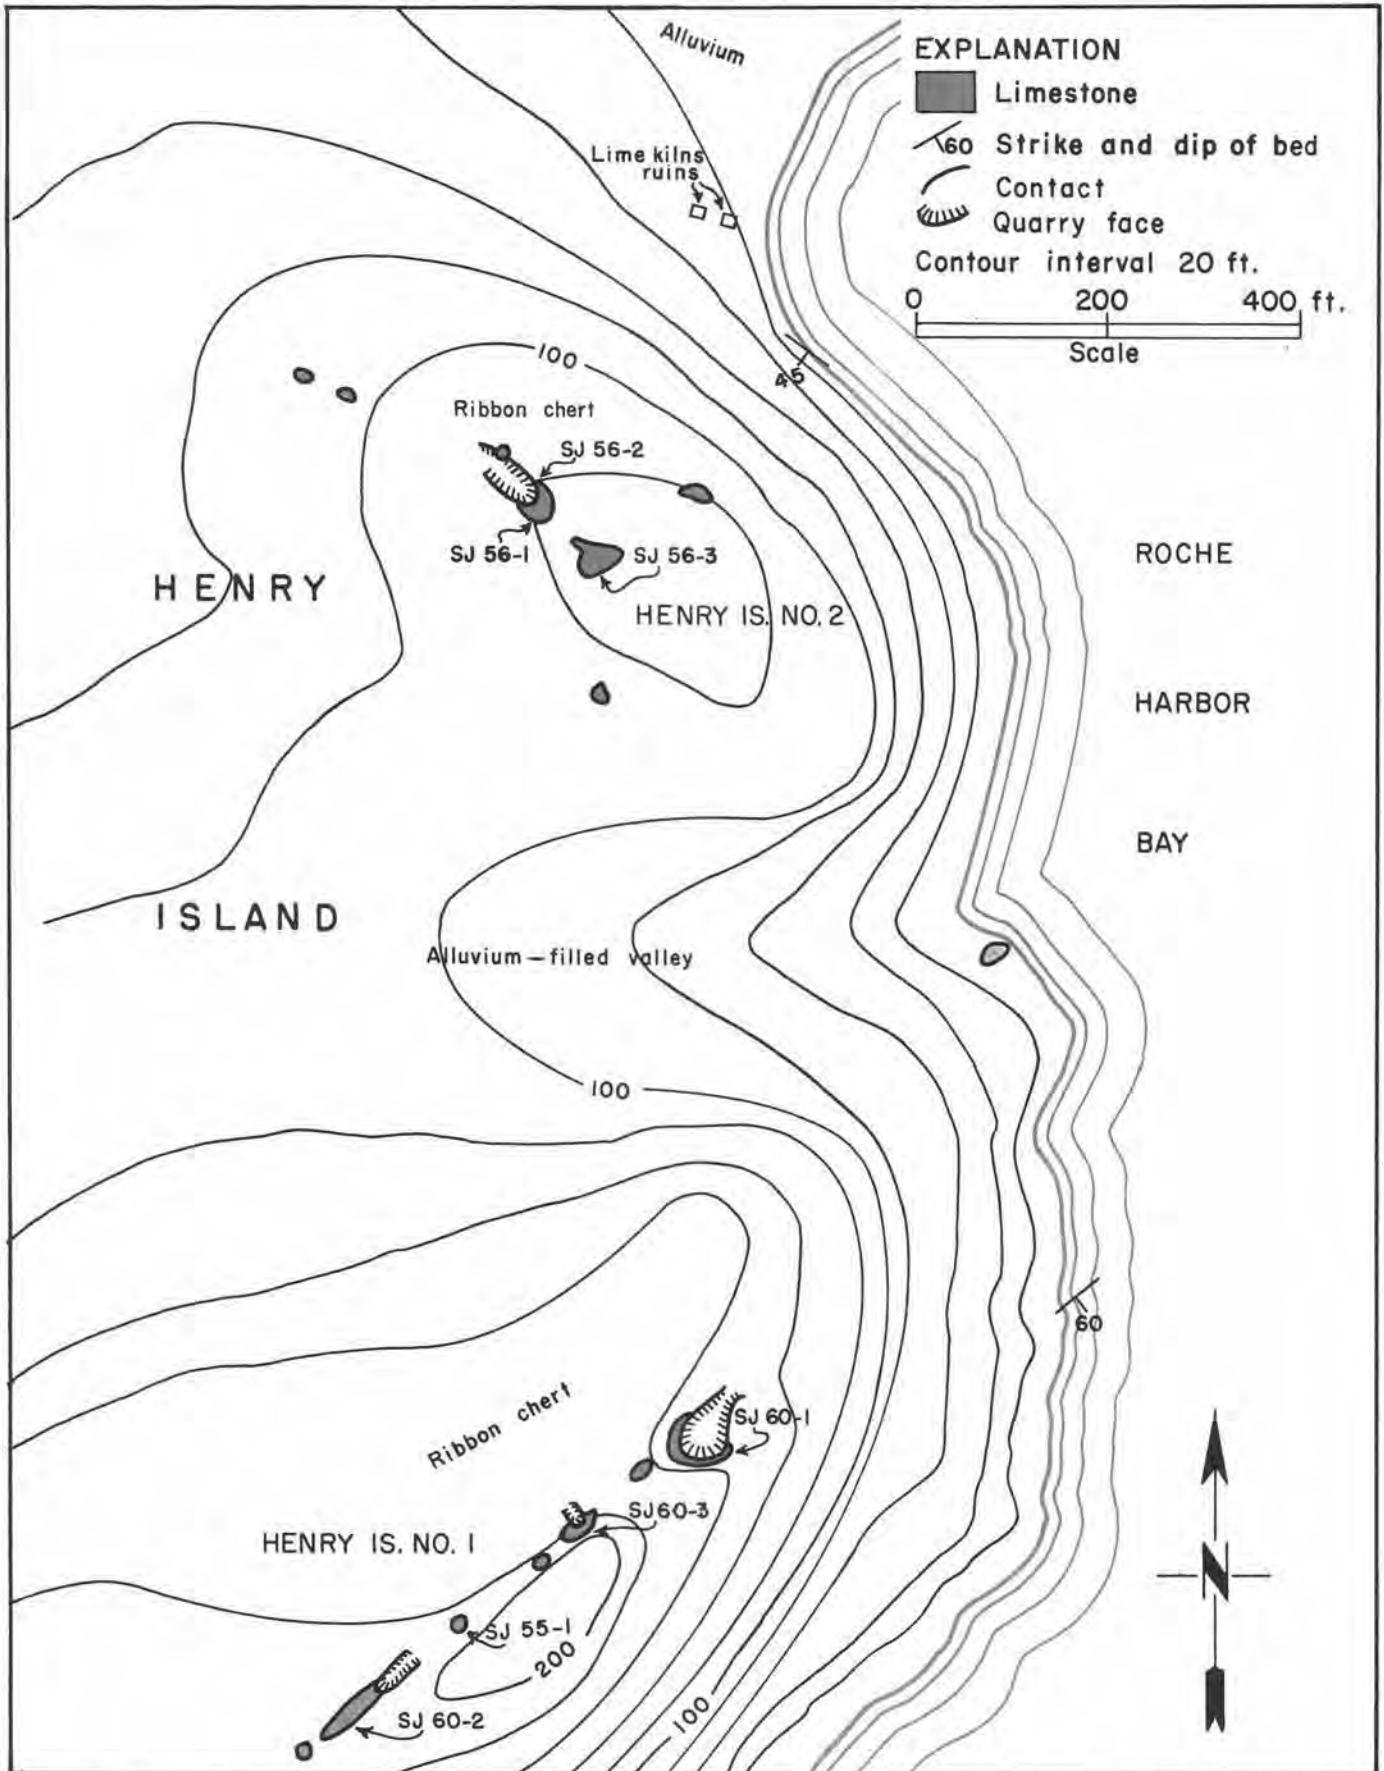 Alluvium
EXPLANATION
Limestone
60 Strike and dip of bed
Contact
Quarry face
Contour interval 20 ft.
0 200 400 ft.
Scale
Lime kilns
ruins
45
100
Ribbon chert
SJ 56-2
SJ 56-1
SJ 56-3
HENRY IS. NO. 2
HENRY
ISLAND
ROCHE
HARBOR
BAY
Alluvium-filled valley
100
60
Ribbon chert
SJ 60-1
SJ 60-3
HENRY IS. NO. 1
SJ 55-1
200
SJ 60-2
100
N